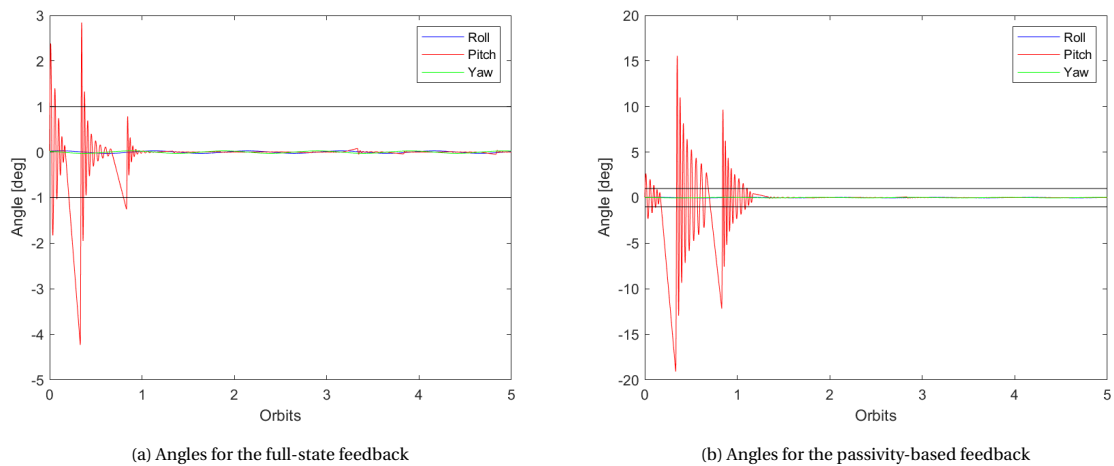 3
2
1
0
-1
-2
-3
-4
-5
Angle [deg]
0 1 2 3 4 5
Orbits
Roll
Pitch
Yaw
(a) Angles for the full-state feedback
20
15
10
5
0
-5
-10
-15
-20
Angle [deg]
0 1 2 3 4 5
Orbits
Roll
Pitch
Yaw
(b) Angles for the passivity-based feedback